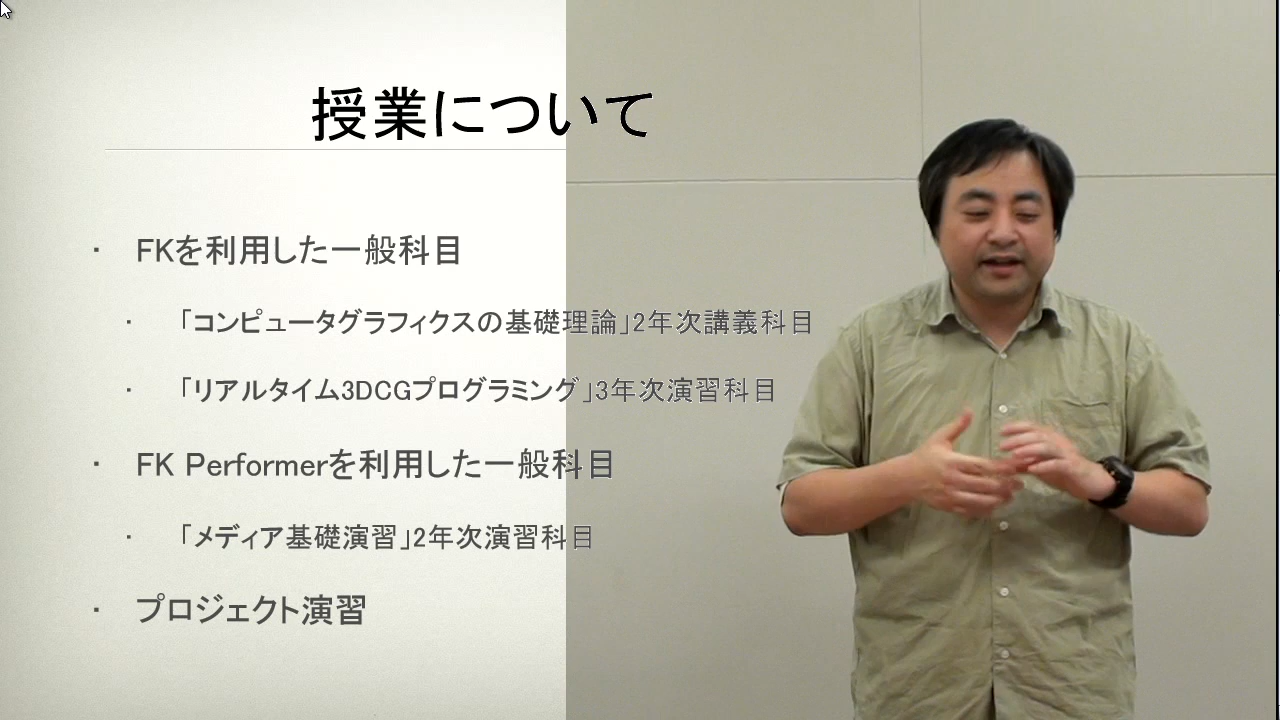 授業について
・ FKを利用した一般科目
・ 「コンピュータグラフィクスの基礎理論」2年次講義科目
・ 「リアルタイム3DCGプログラミング」3年次演習科目
・ FK Performerを利用した一般科目
・ 「メディア基礎演習」2年次演習科目
・ プロジェクト演習